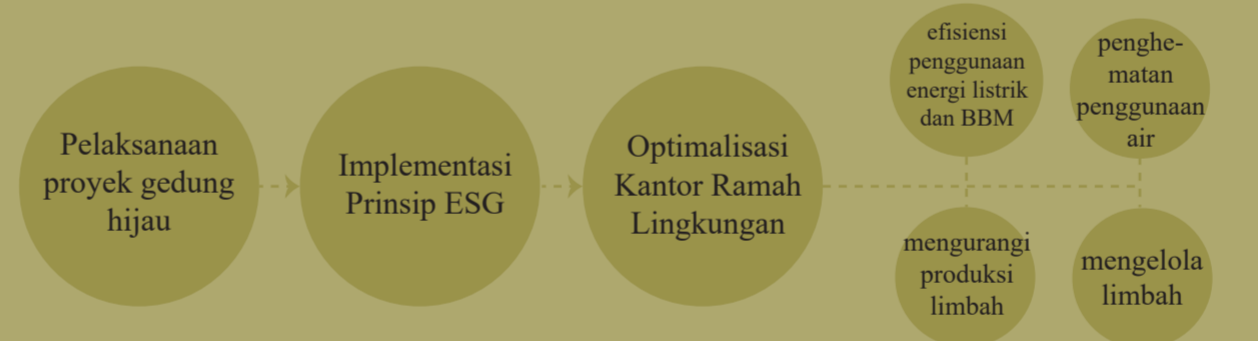 Pelaksanaan
proyek gedung
hijau
Implementasi
Prinsip ESG
Optimalisasi
Kantor Ramah
Lingkungan
efisiensi
penggunaan
energi listrik
dan BBM
penghe-
matan
penggunaan
air
mengurangi
produksi
limbah
mengelola
limbah